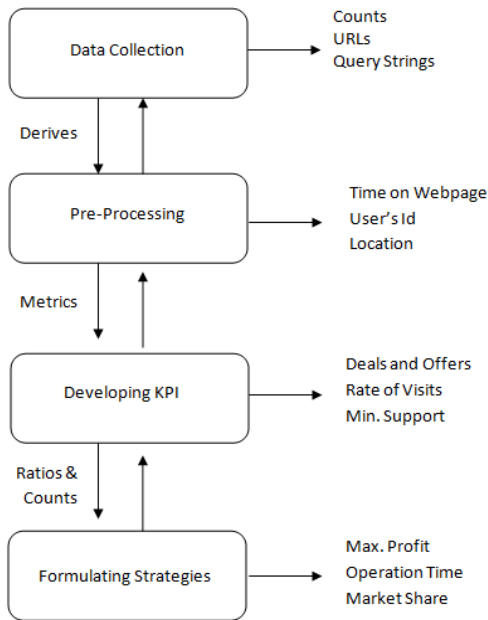 Data Collection
Counts
URLs
Query Strings
Derives
Pre-Processing
Time on Webpage
User's Id
Location
Metrics
Developing KPI
Deals and Offers
Rate of Visits
Min. Support
Ratios &
Counts
Formulating Strategies
Max. Profit
Operation Time
Market Share